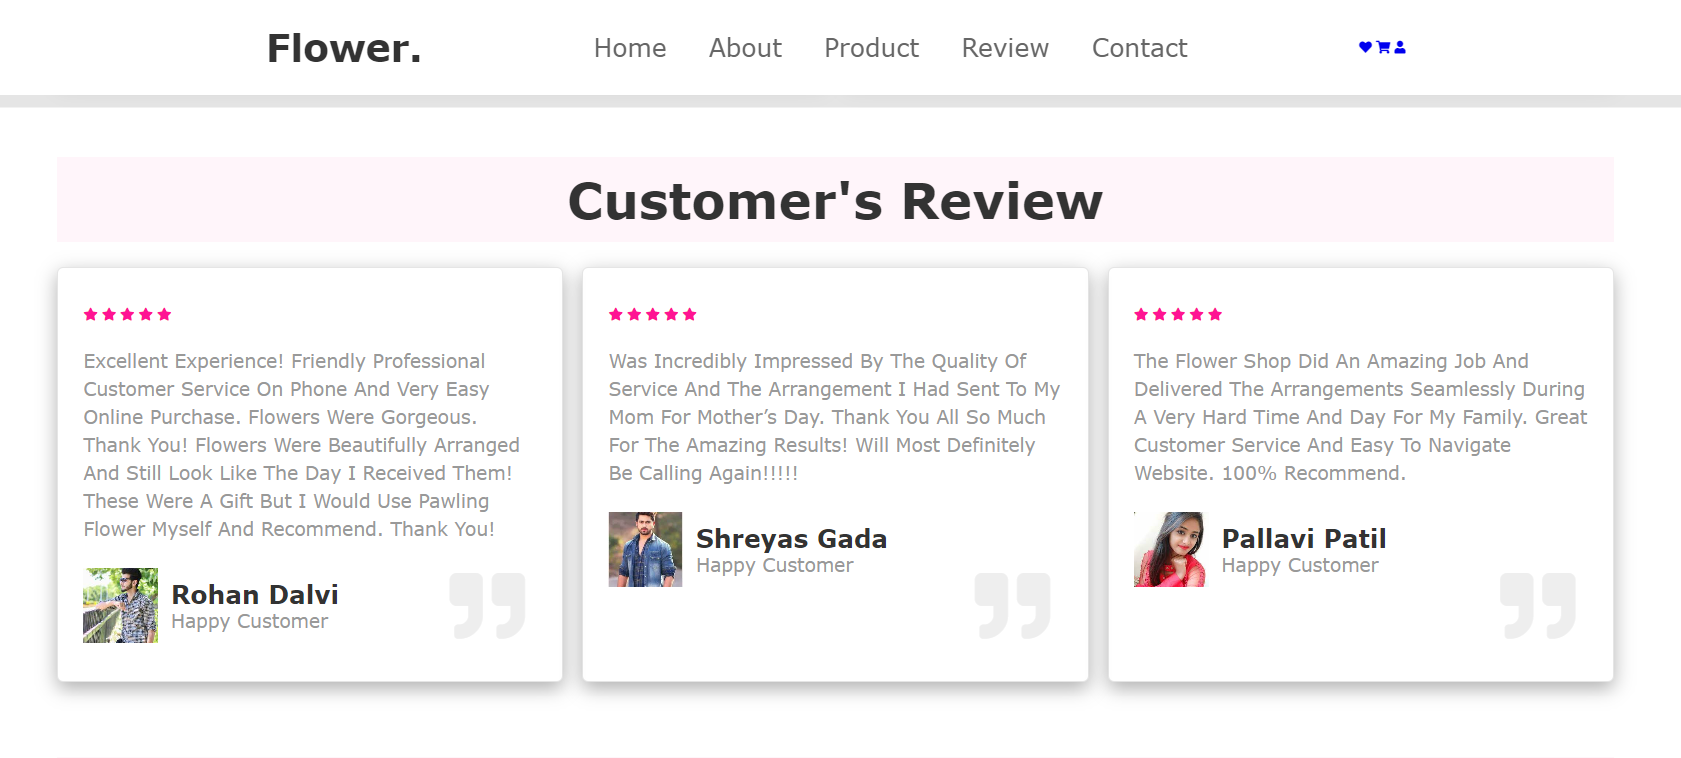 Flower.
Home About Product Review Contact
Customer's Review
Excellent Experience! Friendly Professional
Customer Service On Phone And Very Easy
Online Purchase. Flowers Were Gorgeous.
Thank You! Flowers Were Beautifully Arranged
And Still Look Like The Day I Received Them!
These Were A Gift But I Would Use Pawling
Flower Myself And Recommend. Thank You!
Rohan Dalvi
Happy Customer
Was Incredibly Impressed By The Quality Of
Service And The Arrangement I Had Sent To My
Mom For Mother’s Day. Thank You All So Much
For The Amazing Results! Will Most Definitely
Be Calling Again!!!!!
Shreyas Gada
Happy Customer
The Flower Shop Did An Amazing Job And
Delivered The Arrangements Seamlessly During
A Very Hard Time And Day For My Family. Great
Customer Service And Easy To Navigate
Website. 100% Recommend.
Pallavi Patil
Happy Customer